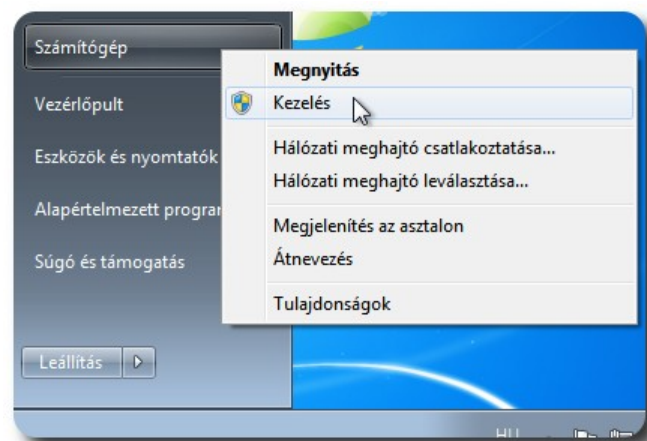 Számítógép
Vezérlőpult
Eszközök és nyomtatók
Alapértelmezett
Súgó és támogatás
Leállítás
Megnyitás
Kezelés
Hálózati meghajtó csatlakoztatása...
Hálózati meghajtó leválasztása...
Megjelenítés az asztalon
Átnevezés
Tulajdonságok
HU